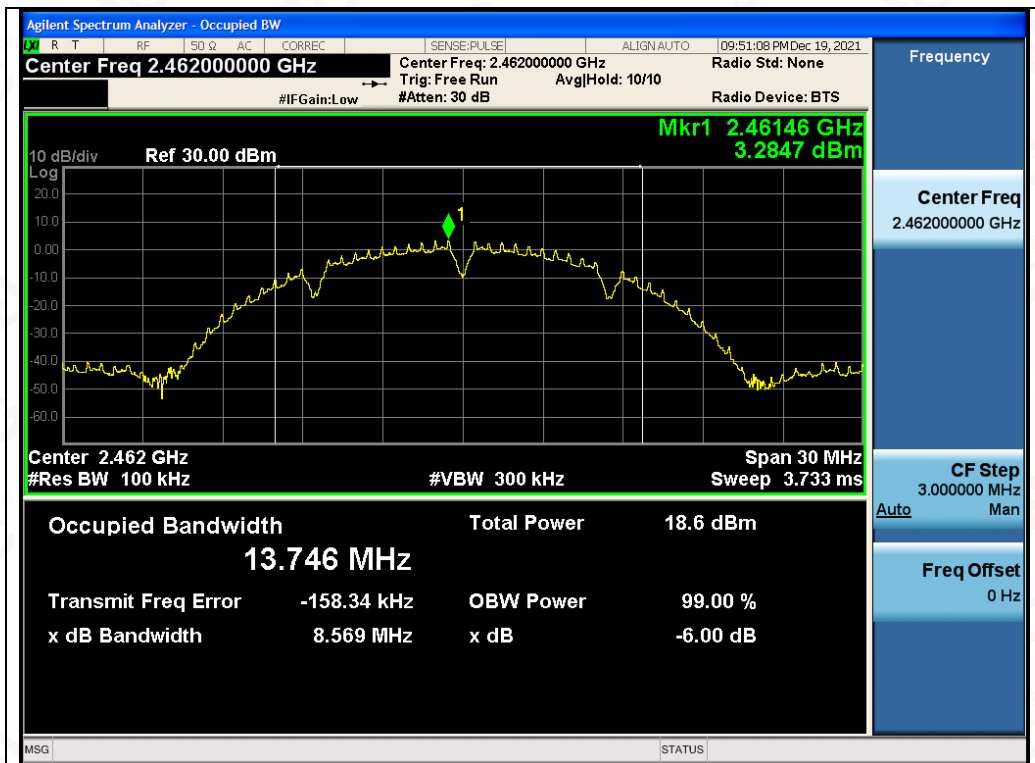 Agilent Spectrum Analyzer - Occupied BW
LXI R T RF 50 Ω AC CORREC SENSE:PULSE ALIGN AUTO 09:51:08 PM Dec 19, 2021
Center Freq 2.462000000 GHz Center Freq: 2.462000000 GHz Radio Std: None
Trig: Free Run Avg|Hold: 10/10
#IFGain:Low #Atten: 30 dB Radio Device: BTS
Mkr1 2.46146 GHz
3.2847 dBm
10 dB/div Ref 30.00 dBm
Log
20.0
10.0
0.00
-10.0
-20.0
-30.0
-40.0
-50.0
-60.0
1
Center 2.462 GHz Span 30 MHz
#Res BW 100 kHz #VBW 300 kHz Sweep 3.733 ms
Occupied Bandwidth Total Power 18.6 dBm
13.746 MHz
Transmit Freq Error -158.34 kHz OBW Power 99.00 %
x dB Bandwidth 8.569 MHz x dB -6.00 dB
Frequency
Center Freq
2.462000000 GHz
CF Step
3.000000 MHz
Auto Man
Freq Offset
0 Hz
MSG STATUS